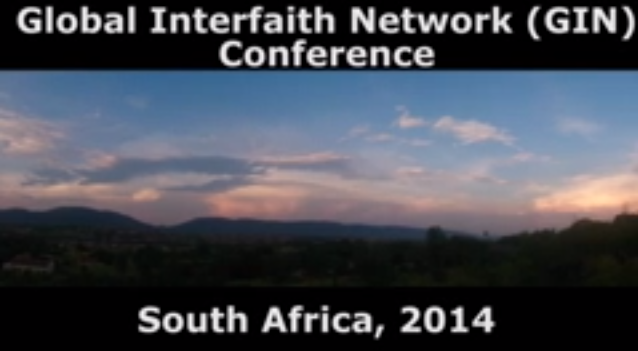 Global Interfaith Network (GIN)
Conference
South Africa, 2014